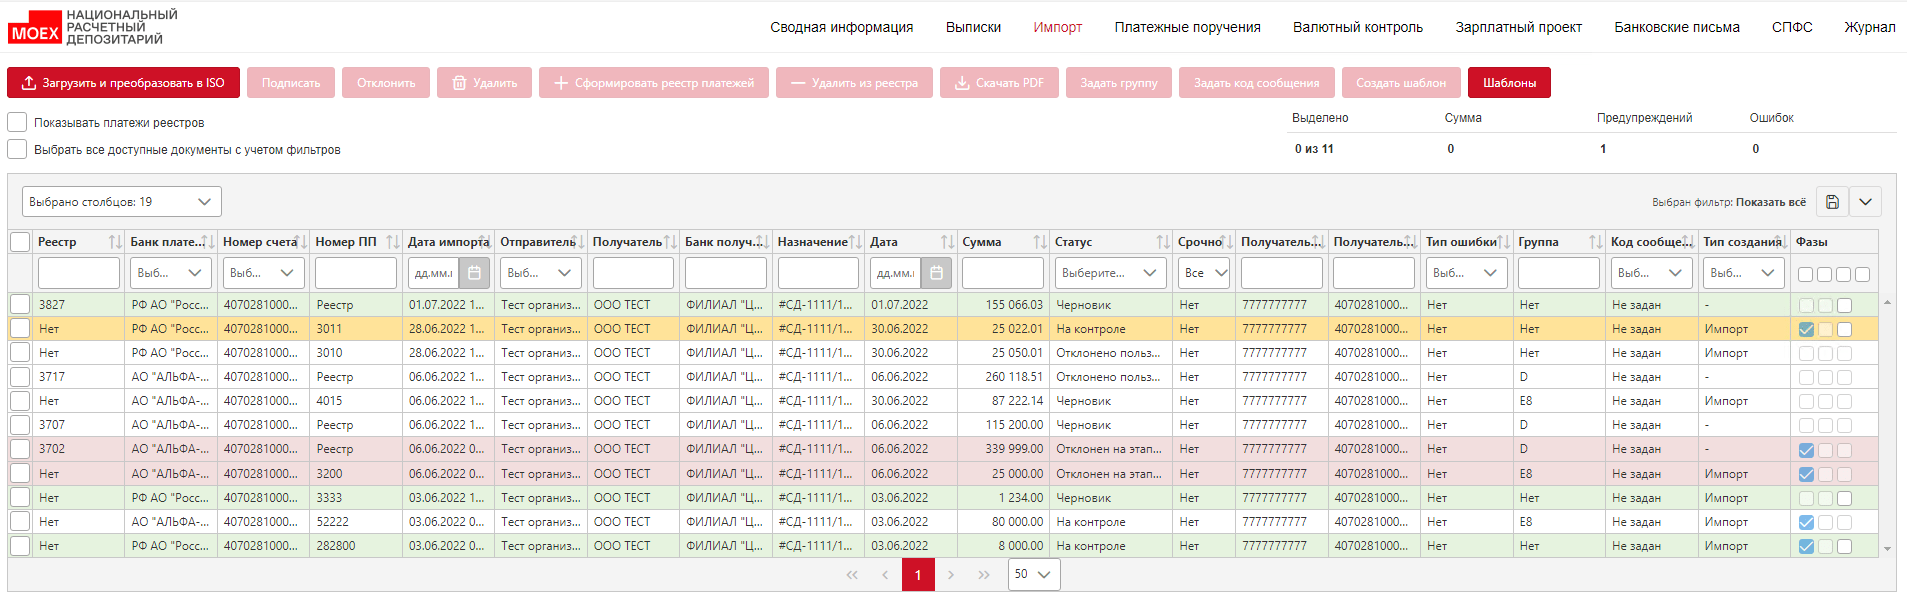 MOEX НАЦИОНАЛЬНЫЙ РАСЧЕТНЫЙ ДЕПОЗИТАРИЙ
Сводная информация Выписки Импорт Платежные поручения Валютный контроль Зарплатный проект Банковские письма СПФС Журнал
Загрузить и преобразовать в ISO Подписать Отклонить Удалить Сформировать реестр платежей Удалить из реестра Скачать PDF Задать группу Задать код сообщения Создать шаблон Шаблоны
Показывать платежи реестров
Выбрать все доступные документы с учетом фильтров
Выделено Сумма Предупреждений Ошибок
0 из 11 0 1 0
Выбрано столбцов: 19
Выбран фильтр: Показать всё
Реестр Банк плате... Номер счета Номер ПП Дата импорта Отправитель Получатель Банк получ... Назначение Дата Сумма Статус Срочно Получатель... Получатель... Тип ошибки Группа Код сообще... Тип создания Фазы
Выб... Выб... дд.мм.г Выб... дд.мм.г Выберите... Все Выб... Выб... Выб...
3827 РФ АО "Росс... 4070281000... Реестр 01.07.2022 1... Тест организ... ООО ТЕСТ ФИЛИАЛ "Ц... #СД-1111/1... 01.07.2022 155 066.03 Черновик Нет 7777777777 4070281000... Нет Нет Не задан -
Нет РФ АО "Росс... 4070281000... 3011 28.06.2022 1... Тест организ... ООО ТЕСТ ФИЛИАЛ "Ц... #СД-1111/1... 30.06.2022 25 022.01 На контроле Нет 7777777777 4070281000... Нет Нет Не задан Импорт
Нет РФ АО "Росс... 4070281000... 3010 28.06.2022 1... Тест организ... ООО ТЕСТ ФИЛИАЛ "Ц... #СД-1111/1... 30.06.2022 25 050.01 Отклонено польз... Нет 7777777777 4070281000... Нет Нет Не задан Импорт
3717 АО "АЛЬФА-... 4070281000... Реестр 06.06.2022 1... Тест организ... ООО ТЕСТ ФИЛИАЛ "Ц... #СД-1111/1... 06.06.2022 260 118.51 Отклонено польз... Нет 7777777777 4070281000... Нет D Не задан -
Нет АО "АЛЬФА-... 4070281000... 4015 06.06.2022 1... Тест организ... ООО ТЕСТ ФИЛИАЛ "Ц... #СД-1111/1... 30.06.2022 87 222.14 Черновик Нет 7777777777 4070281000... Нет E8 Не задан Импорт
3707 АО "АЛЬФА-... 4070281000... Реестр 06.06.2022 1... Тест организ... ООО ТЕСТ ФИЛИАЛ "Ц... #СД-1111/1... 06.06.2022 115 200.00 Черновик Нет 7777777777 4070281000... Нет D Не задан -
3702 АО "АЛЬФА-... 4070281000... Реестр 06.06.2022 0... Тест организ... ООО ТЕСТ ФИЛИАЛ "Ц... #СД-1111/1... 06.06.2022 339 999.00 Отклонен на этап... Нет 7777777777 4070281000... Нет D Не задан -
Нет АО "АЛЬФА-... 4070281000... 3200 06.06.2022 0... Тест организ... ООО ТЕСТ ФИЛИАЛ "Ц... #СД-1111/1... 06.06.2022 25 000.00 Отклонен на этап... Нет 7777777777 4070281000... Нет E8 Не задан Импорт
Нет РФ АО "Росс... 4070281000... 3333 03.06.2022 1... Тест организ... ООО ТЕСТ ФИЛИАЛ "Ц... #СД-1111/1... 03.06.2022 1 234.00 Черновик Нет 7777777777 4070281000... Нет Нет Не задан Импорт
Нет АО "АЛЬФА-... 4070281000... 52222 03.06.2022 0... Тест организ... ООО ТЕСТ ФИЛИАЛ "Ц... #СД-1111/1... 03.06.2022 80 000.00 На контроле Нет 7777777777 4070281000... Нет E8 Не задан Импорт
Нет РФ АО "Росс... 4070281000... 282800 03.06.2022 0... Тест организ... ООО ТЕСТ ФИЛИАЛ "Ц... #СД-1111/1... 03.06.2022 8 000.00 На контроле Нет 7777777777 4070281000... Нет Нет Не задан Импорт
1 50